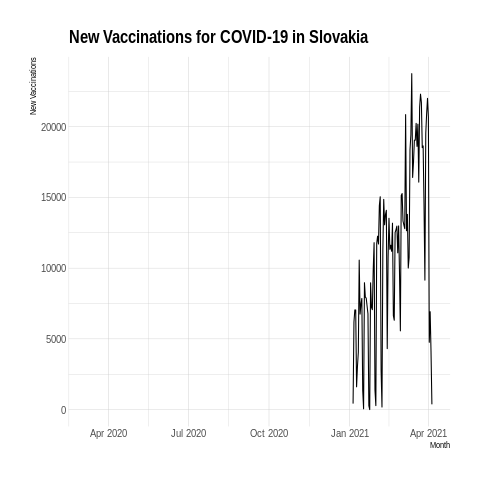 New Vaccinations for COVID-19 in Slovakia
New Vaccinations
20000
15000
10000
5000
0
Apr 2020 Jul 2020 Oct 2020 Jan 2021 Apr 2021
Month